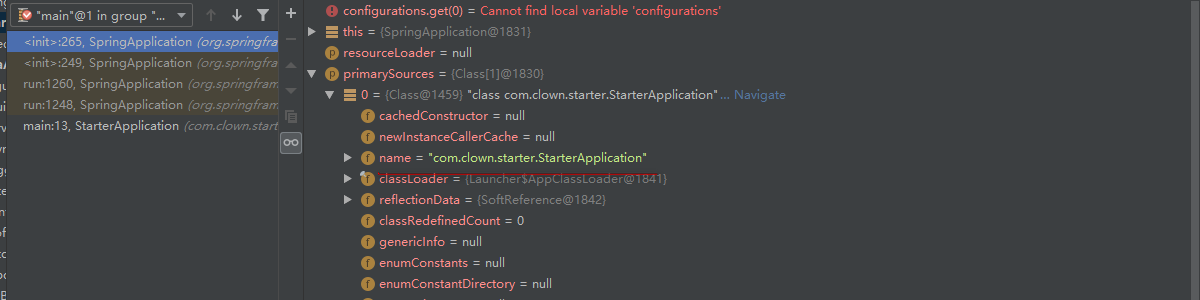 "main"@1 in group "...
<init>:265, SpringApplication (org.springfra
<init>:249, SpringApplication (org.springfra
run:1260, SpringApplication (org.springfram
run:1248, SpringApplication (org.springfram
main:13, StarterApplication (com.clown.start
configurations.get(0) = Cannot find local variable 'configurations'
this = {SpringApplication@1831}
resourceLoader = null
primarySources = {Class[1]@1830}
0 = {Class@1459} "class com.clown.starter.StarterApplication"... Navigate
cachedConstructor = null
newInstanceCallerCache = null
name = "com.clown.starter.StarterApplication"
classLoader = {Launcher$AppClassLoader@1841}
reflectionData = {SoftReference@1842}
classRedefinedCount = 0
genericInfo = null
enumConstants = null
enumConstantDirectory = null